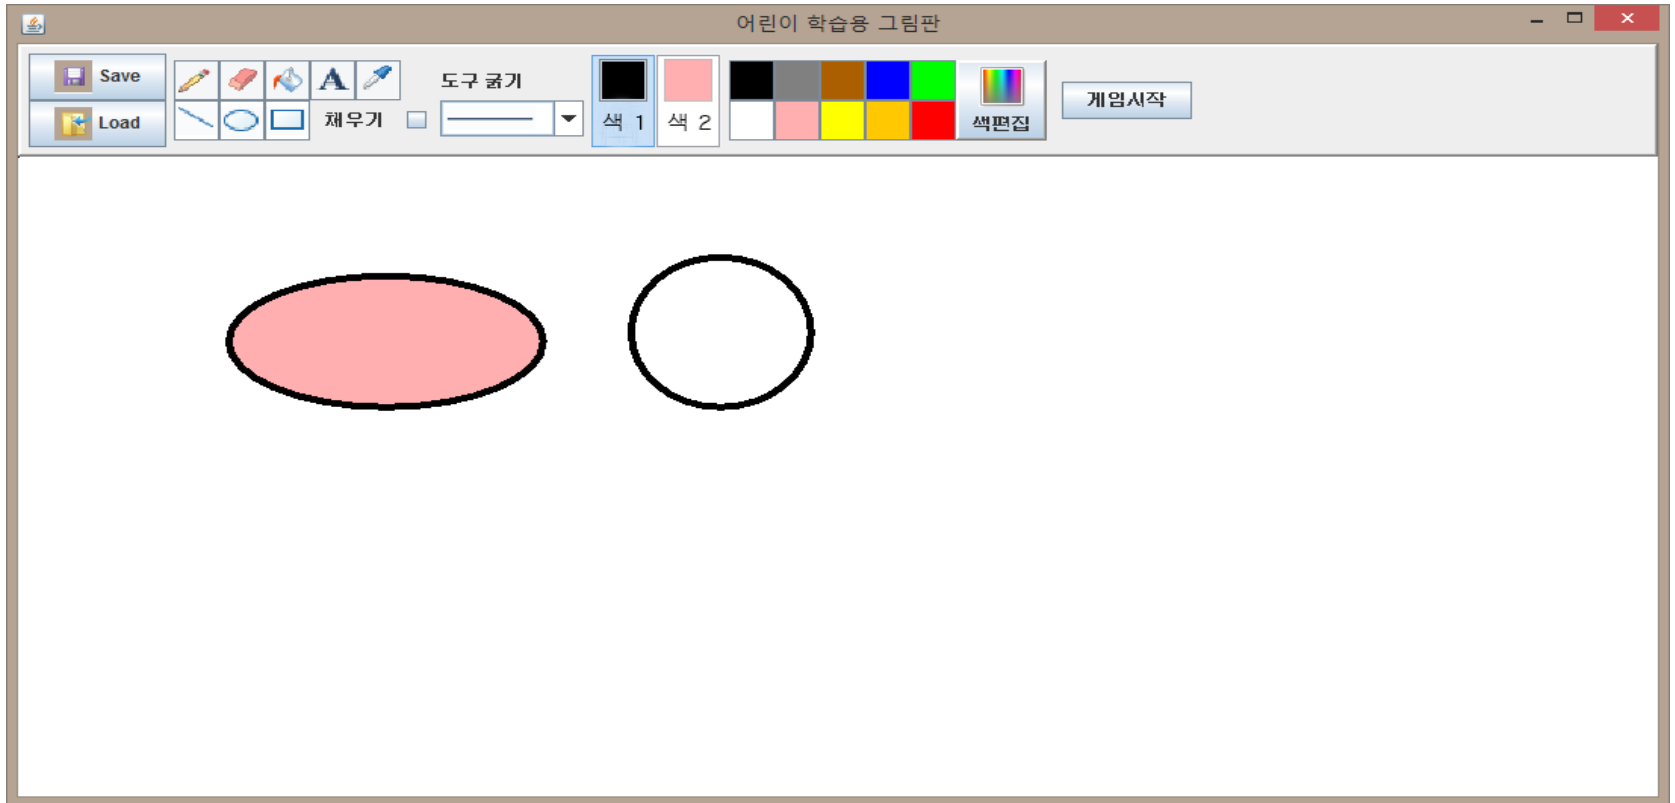 어린이 학습용 그림판
Save
Load
A
채우기
도구 굵기
색 1
색 2
색편집
게임시작